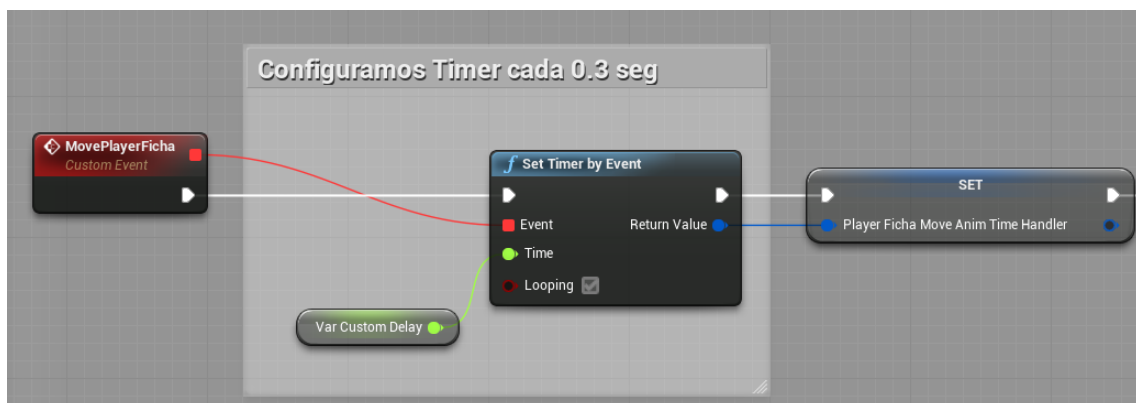 Configuramos Timer cada 0.3 seg
MovePlayerFicha
Custom Event
Set Timer by Event
SET
Event
Return Value
Player Ficha Move Anim Time Handler
Time
Looping
Var Custom Delay